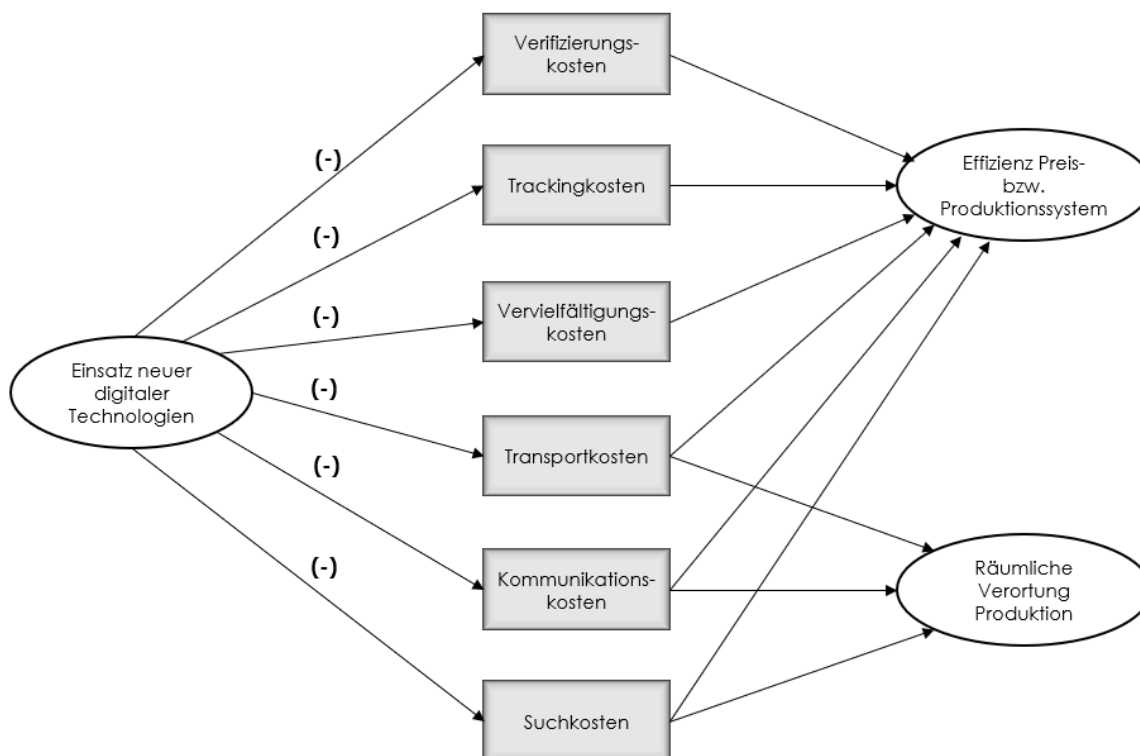 Verifizierungs-
kosten
(-)
Trackingkosten
Effizienz Preis-
bzw.
Produktionssystem
(-)
Vervielfältigungs-
kosten
(-)
Einsatz neuer
digitaler
Technologien
(-)
Transportkosten
(-)
Kommunikations-
kosten
Räumliche
Verortung
Produktion
(-)
Suchkosten